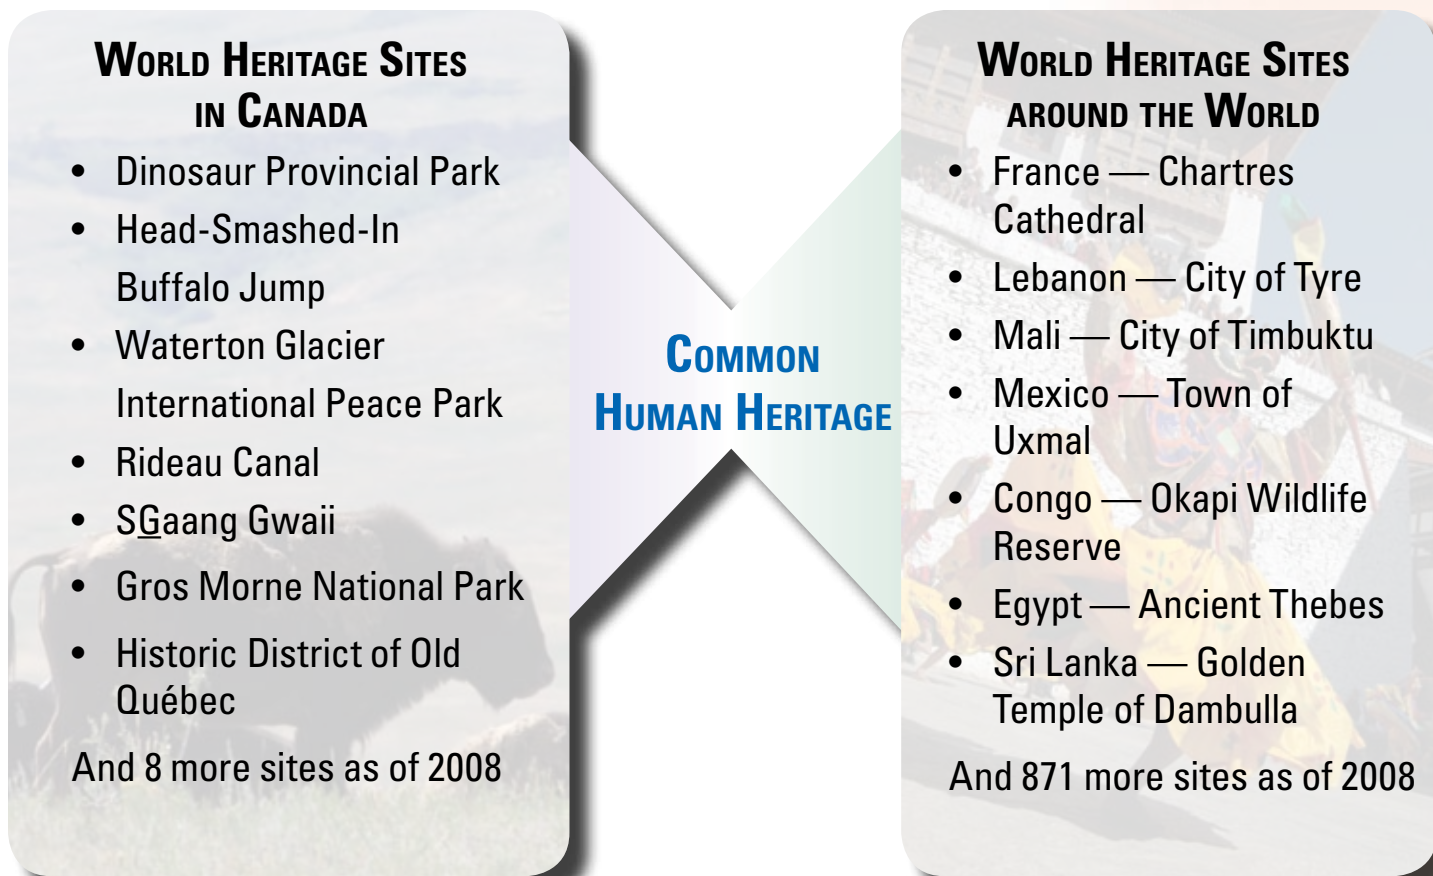 WORLD HERITAGE SITES
IN CANADA
• Dinosaur Provincial Park
• Head-Smashed-In
Buffalo Jump
• Waterton Glacier
International Peace Park
• Rideau Canal
• SG̲aang Gwaii
• Gros Morne National Park
• Historic District of Old
Québec
And 8 more sites as of 2008
COMMON
HUMAN HERITAGE
WORLD HERITAGE SITES
AROUND THE WORLD
• France — Chartres
Cathedral
• Lebanon — City of Tyre
• Mali — City of Timbuktu
• Mexico — Town of
Uxmal
• Congo — Okapi Wildlife
Reserve
• Egypt — Ancient Thebes
• Sri Lanka — Golden
Temple of Dambulla
And 871 more sites as of 2008